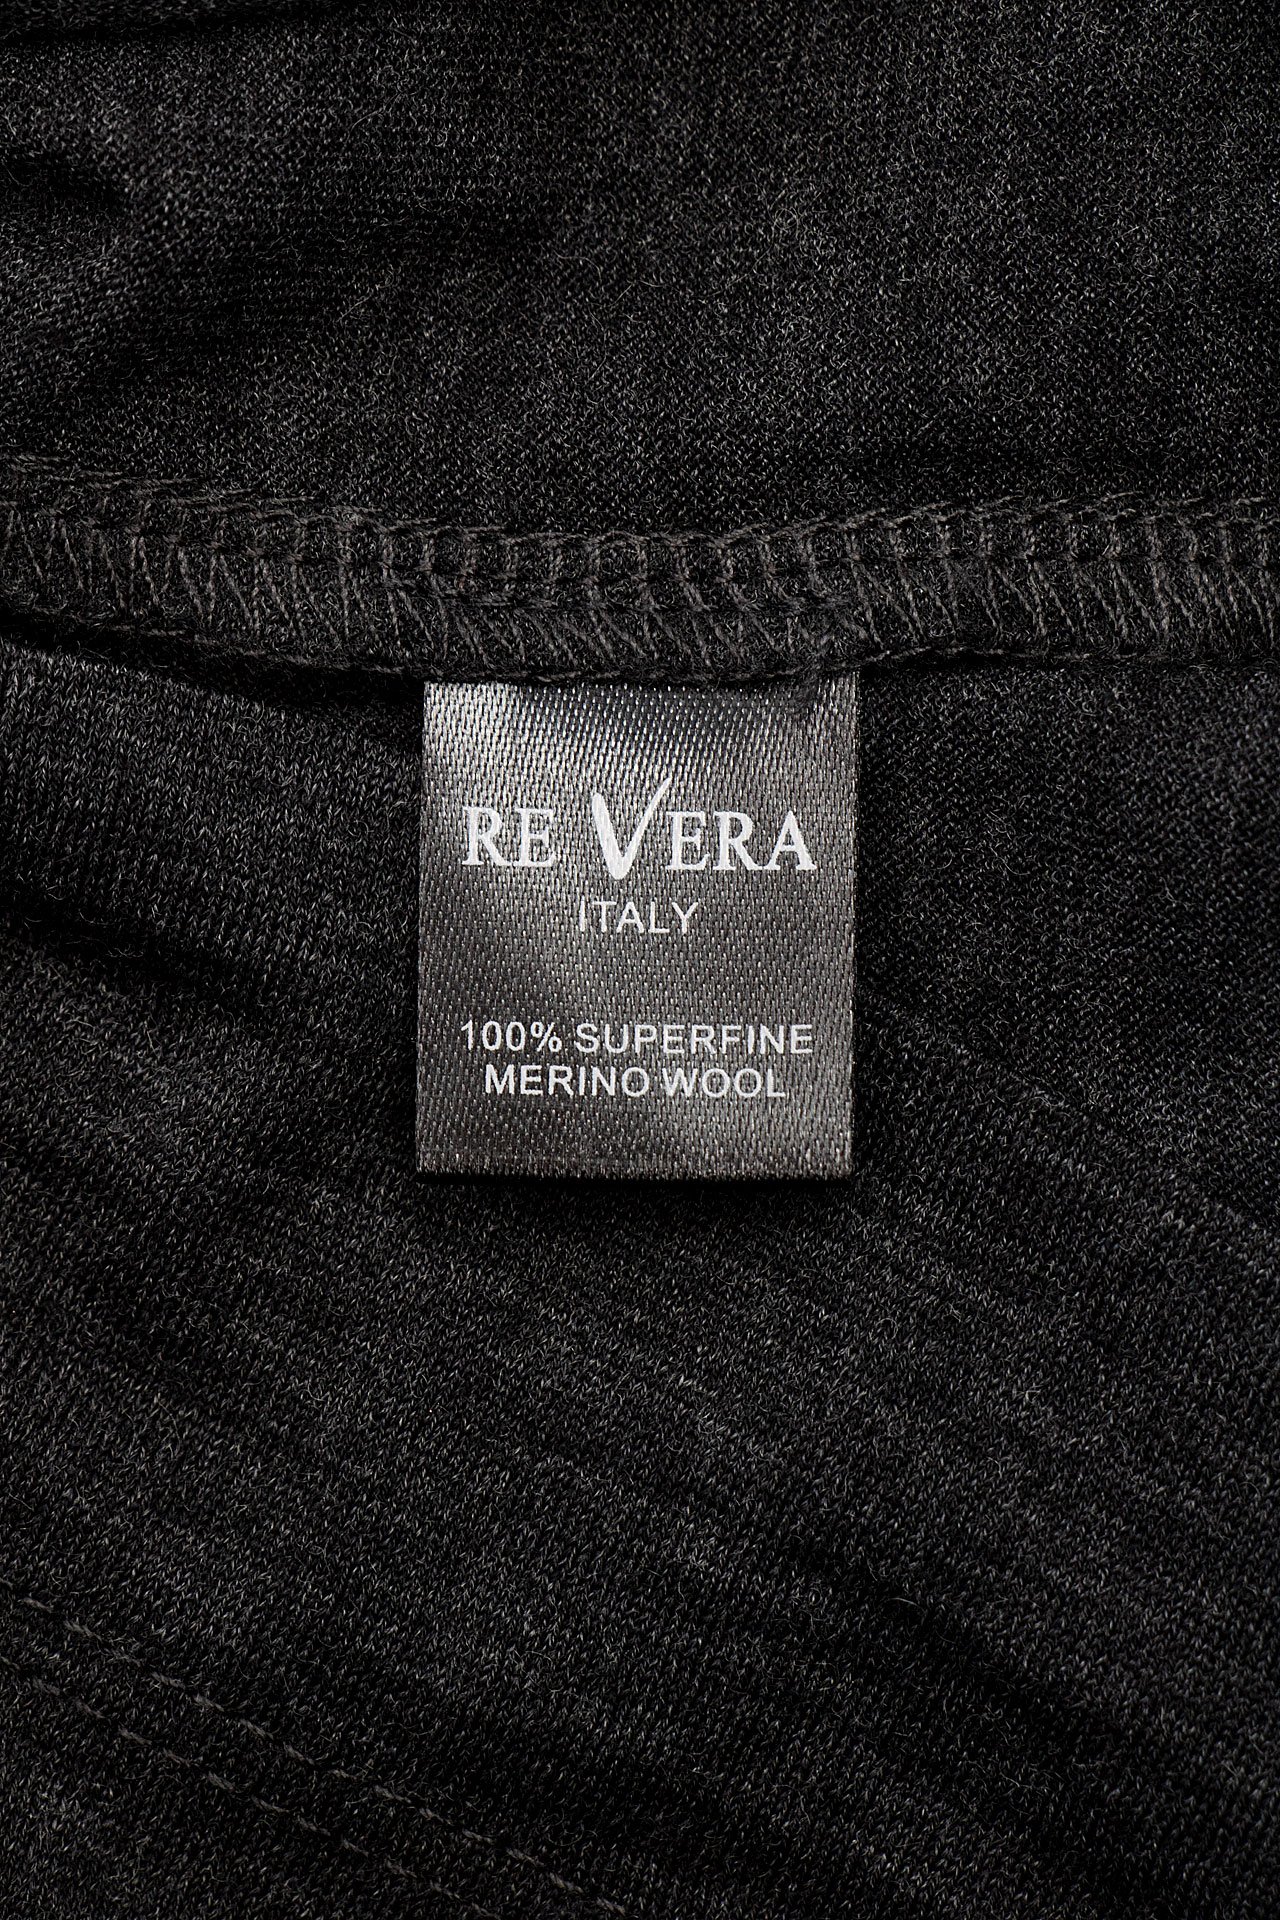 RE VERA
ITALY
100% SUPERFINE
MERINO WOOL